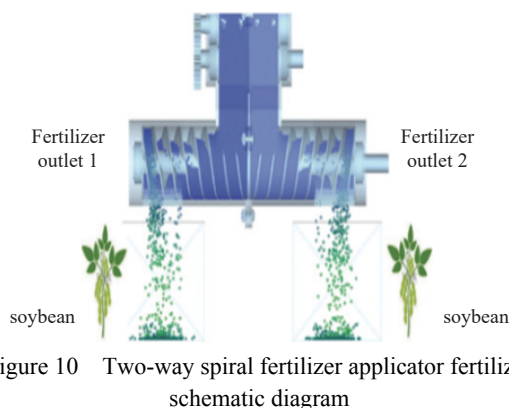 Fertilizer
outlet 1
Fertilizer
outlet 2
soybean
soybean
igure 10 Two-way spiral fertilizer applicator fertiliz
schematic diagram